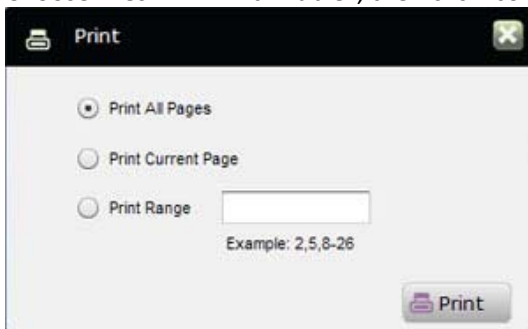 Print
Print All Pages
Print Current Page
Print Range
Example: 2,5,8-26
Print